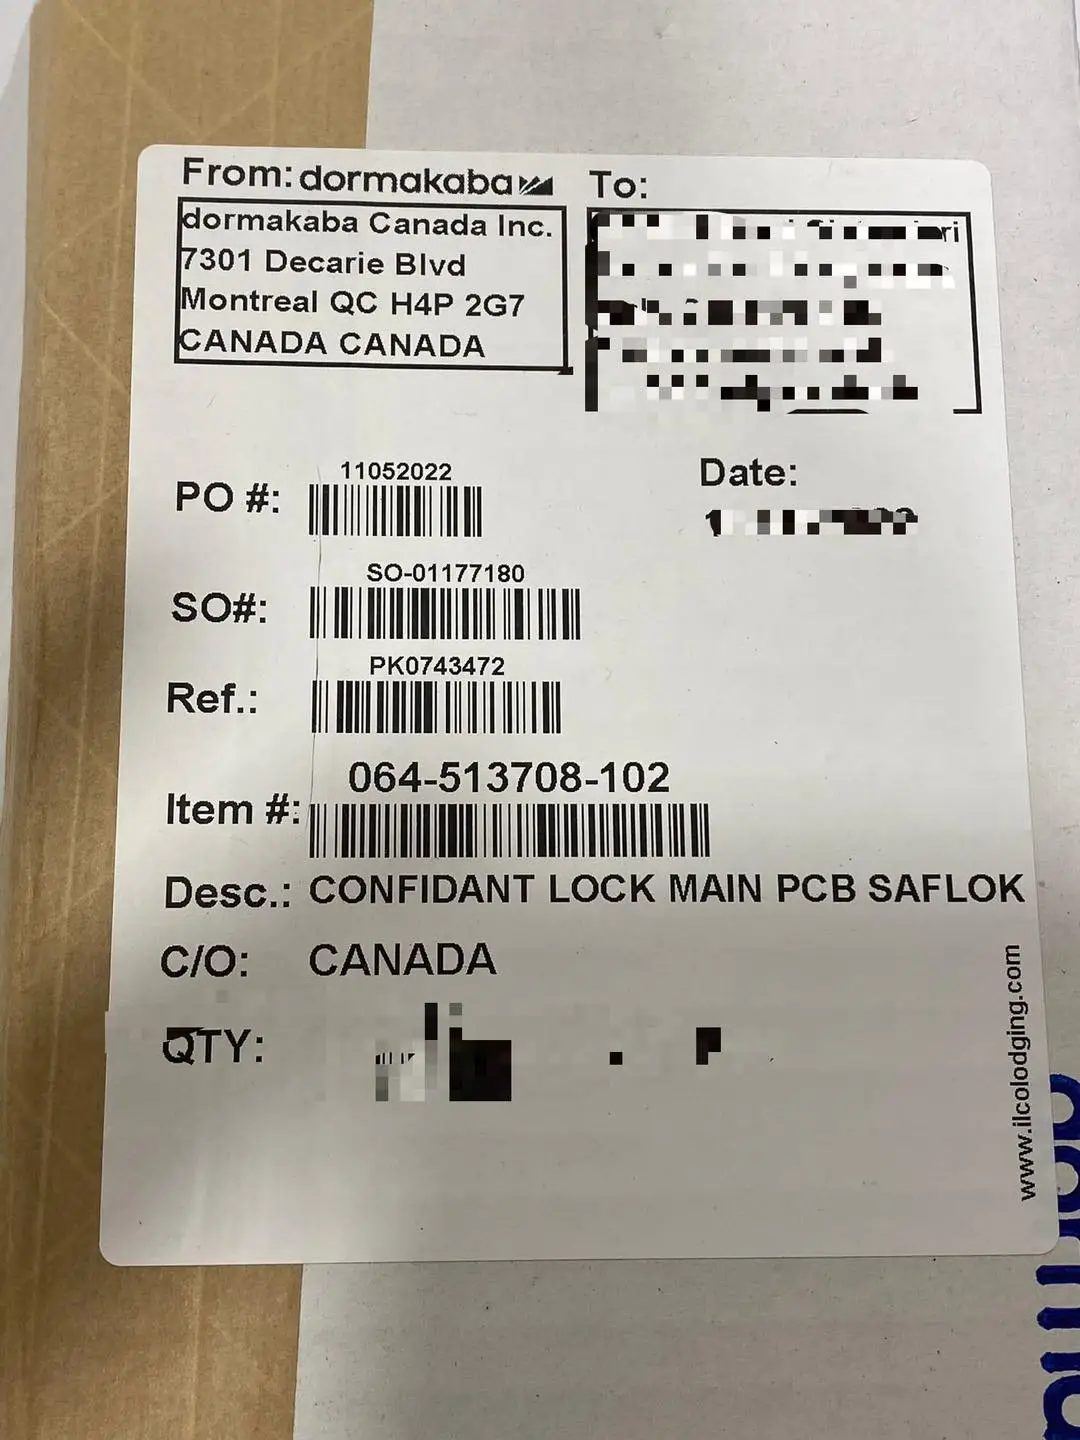 From: dormakaba
dormakaba Canada Inc.
7301 Decarie Blvd
Montreal QC H4P 2G7
CANADA CANADA
To:
PO #:
11052022
Date:
SO#:
SO-01177180
Ref.:
PK0743472
Item #:
064-513708-102
Desc.: CONFIDANT LOCK MAIN PCB SAFLOK
C/O: CANADA
QTY:
www.ilcolodging.com